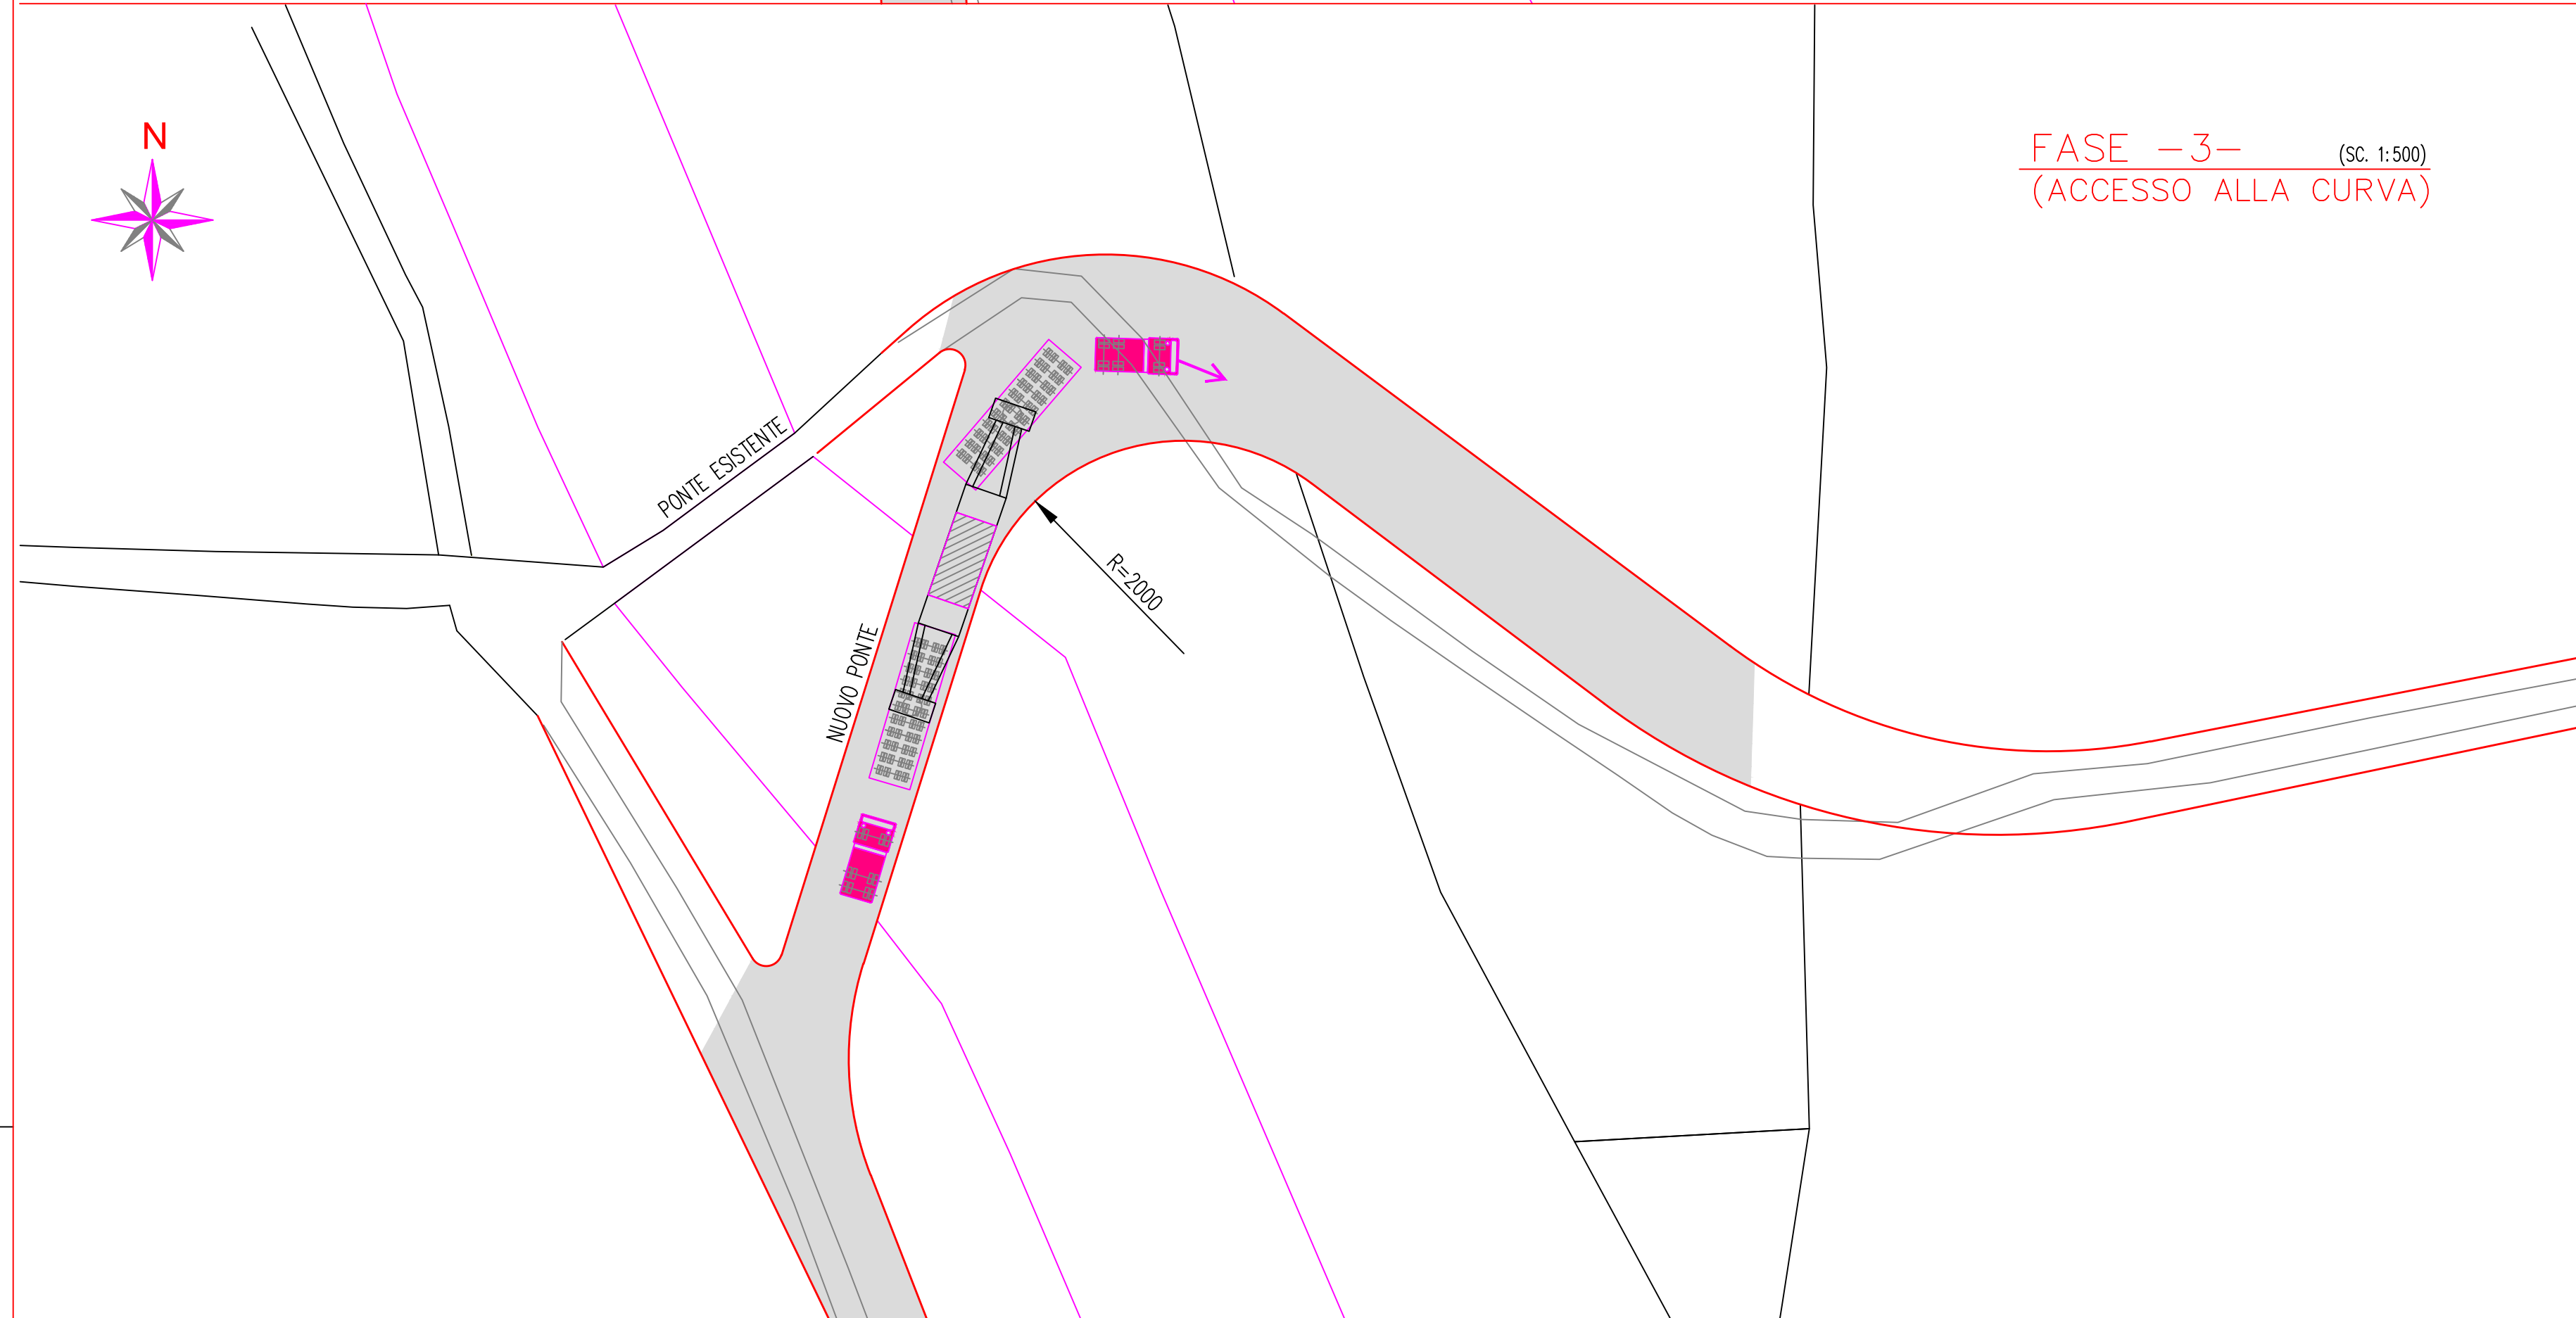 N
FASE -3- (SC. 1:500)
(ACCESSO ALLA CURVA)
PONTE ESISTENTE
R=2000
NUOVO PONTE